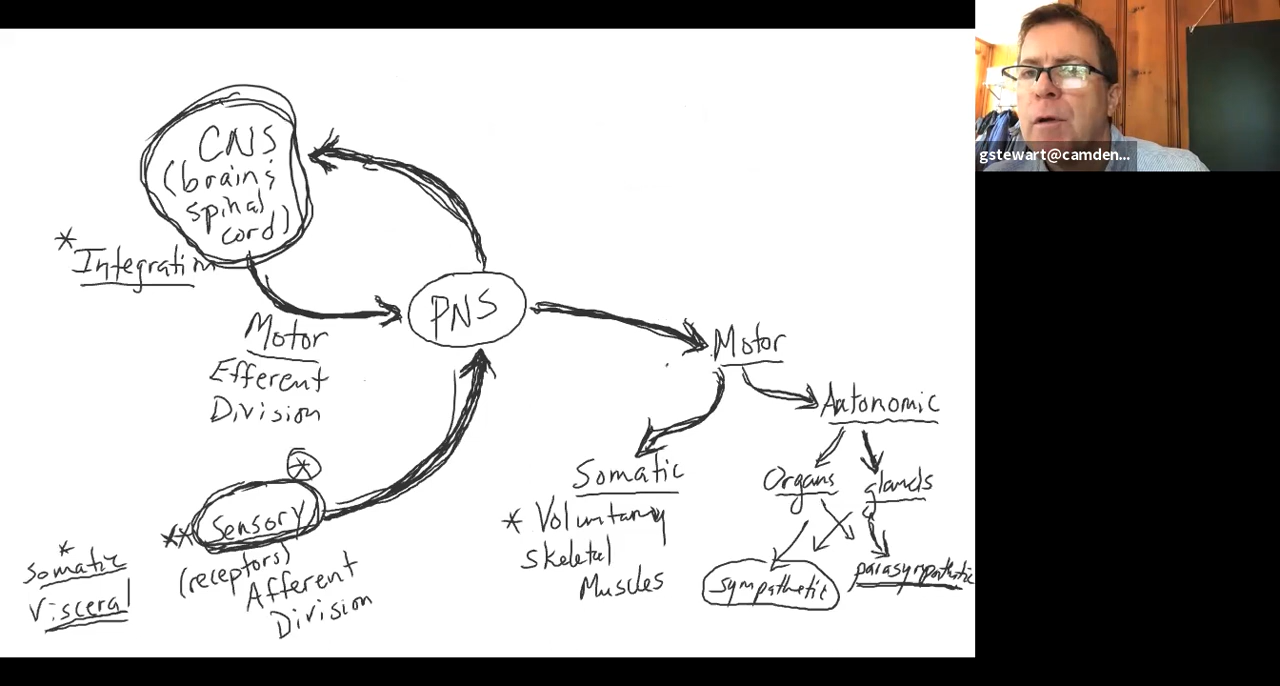 CNS
(brain &
spinal
cord)
* Integration
PNS
Motor
Efferent
Division
*
** Sensory
(receptors)
Afferent
Division
*
Somatic
Visceral
Motor
Autonomic
Somatic
* Voluntary
Skeletal
Muscles
Organs
glands
sympathetic
parasympathetic
gstewart@camden...